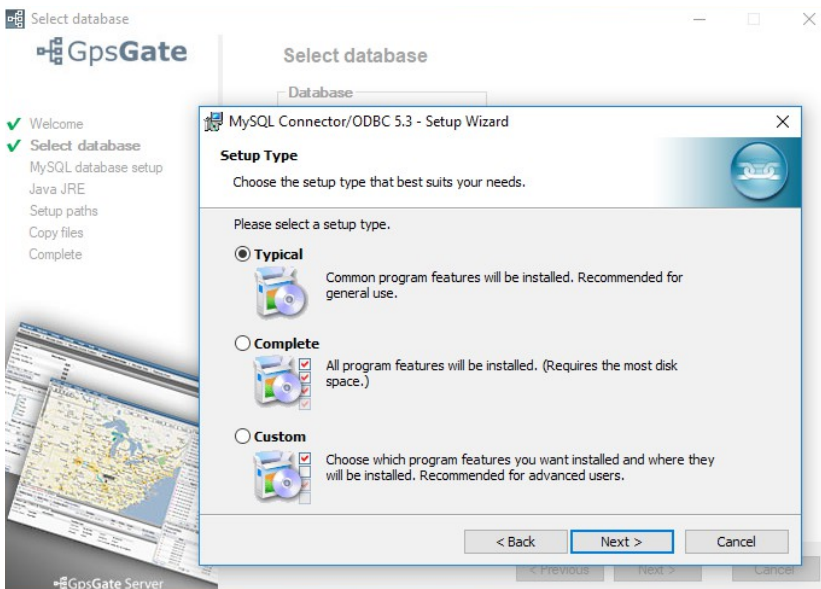 Select database
GpsGate
Select database
Database
Welcome
Select database
MySQL database setup
Java JRE
Setup paths
Copy files
Complete
MySQL Connector/ODBC 5.3 - Setup Wizard
Setup Type
Choose the setup type that best suits your needs.
Please select a setup type.
Typical
Common program features will be installed. Recommended for
general use.
Complete
All program features will be installed. (Requires the most disk
space.)
Custom
Choose which program features you want installed and where they
will be installed. Recommended for advanced users.
< Back Next > Cancel
< Previous Next > Cancel
GpsGate Server